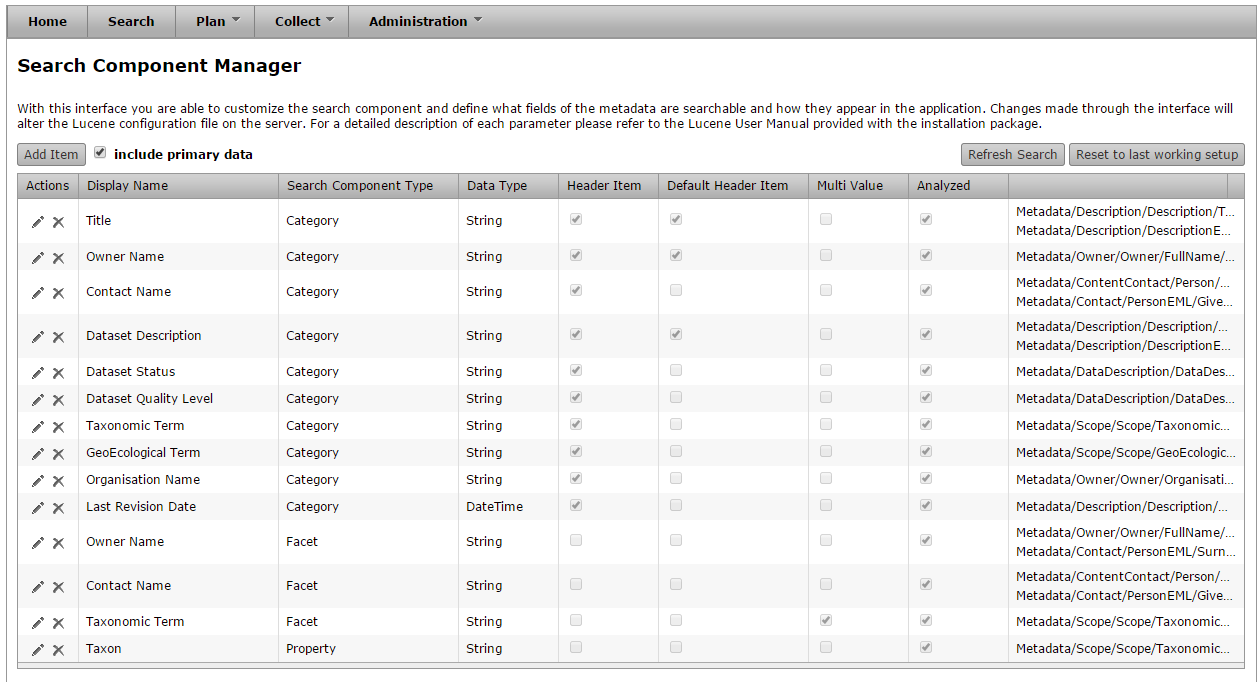 Home Search Plan Collect Administration
Search Component Manager
With this interface you are able to customize the search component and define what fields of the metadata are searchable and how they appear in the application. Changes made through the interface will
alter the Lucene configuration file on the server. For a detailed description of each parameter please refer to the Lucene User Manual provided with the installation package.
Add Item include primary data Refresh Search Reset to last working setup
Actions Display Name Search Component Type Data Type Header Item Default Header Item Multi Value Analyzed
Title Category String Metadata/Description/Description/T...
Metadata/Description/DescriptionE...
Owner Name Category String Metadata/Owner/Owner/FullName/...
Contact Name Category String Metadata/ContentContact/Person/...
Metadata/Contact/PersonEML/Give...
Dataset Description Category String Metadata/Description/Description/...
Metadata/Description/DescriptionE...
Dataset Status Category String Metadata/DataDescription/DataDes...
Dataset Quality Level Category String Metadata/DataDescription/DataDes...
Taxonomic Term Category String Metadata/Scope/Scope/Taxonomic...
GeoEcological Term Category String Metadata/Scope/Scope/GeoEcologic...
Organisation Name Category String Metadata/Owner/Owner/Organisati...
Last Revision Date Category DateTime Metadata/Description/Description/...
Owner Name Facet String Metadata/Owner/Owner/FullName/...
Metadata/Contact/PersonEML/Surn...
Contact Name Facet String Metadata/ContentContact/Person/...
Metadata/Contact/PersonEML/Give...
Taxonomic Term Facet String Metadata/Scope/Scope/Taxonomic...
Taxon Property String Metadata/Scope/Scope/Taxonomic...